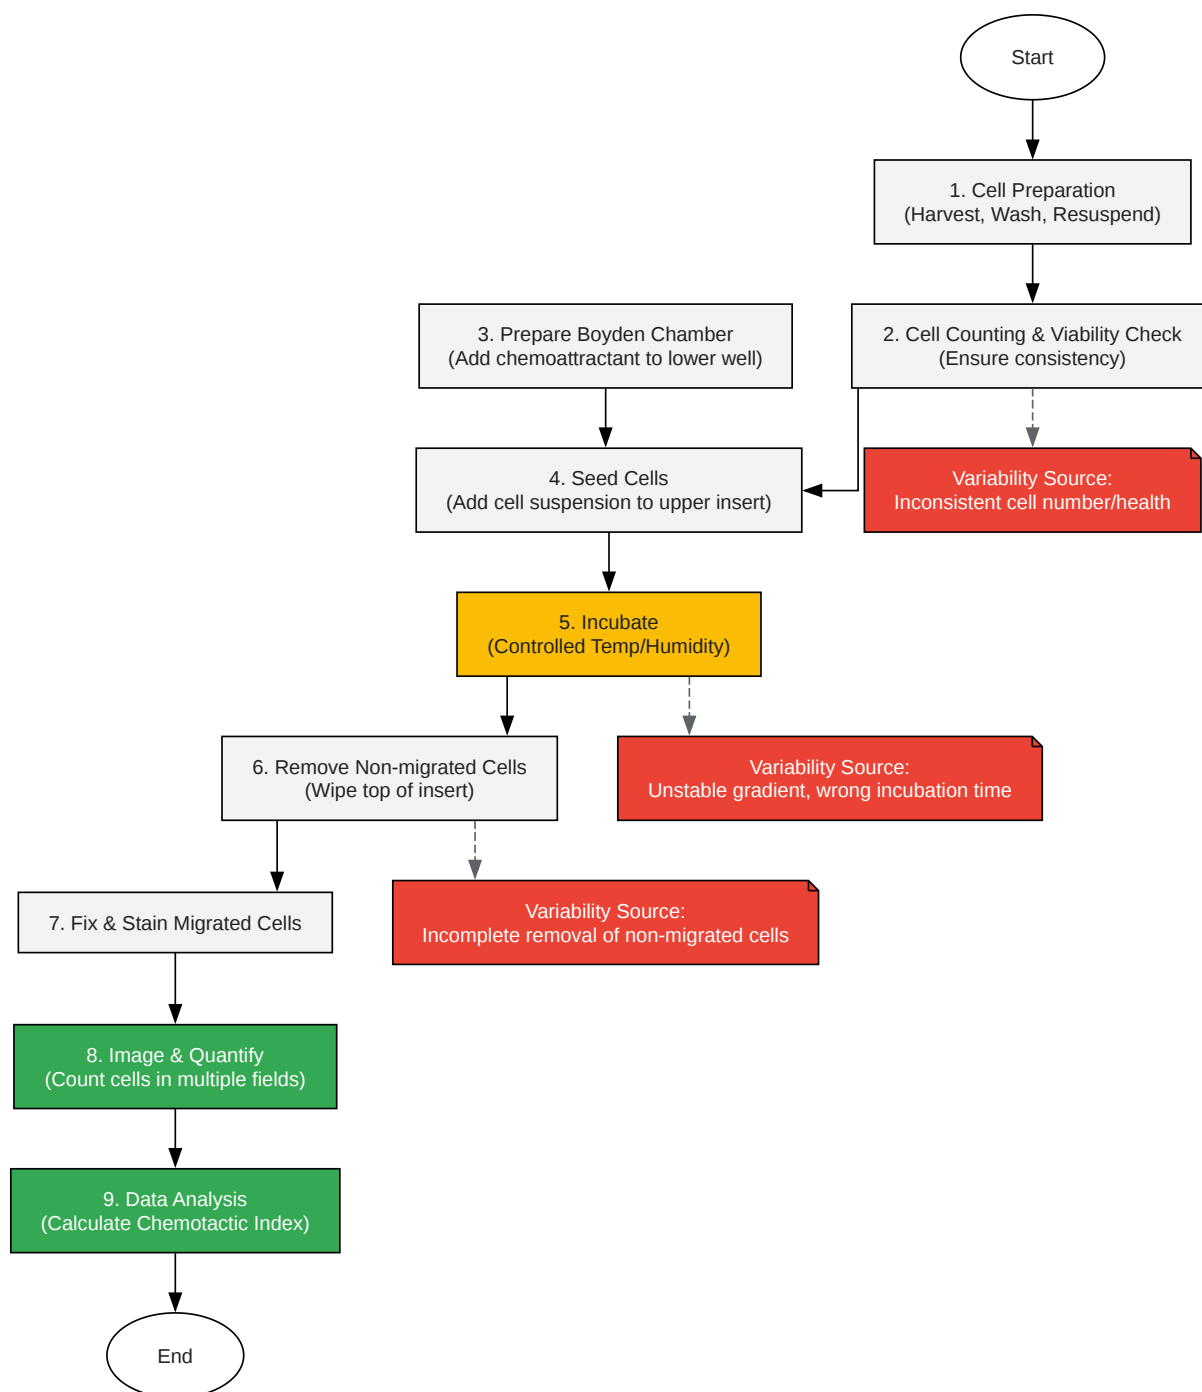 Start
1. Cell Preparation
(Harvest, Wash, Resuspend)
2. Cell Counting & Viability Check
(Ensure consistency)
3. Prepare Boyden Chamber
(Add chemoattractant to lower well)
Variability Source:
Inconsistent cell number/health
4. Seed Cells
(Add cell suspension to upper insert)
5. Incubate
(Controlled Temp/Humidity)
Variability Source:
Unstable gradient, wrong incubation time
6. Remove Non-migrated Cells
(Wipe top of insert)
Variability Source:
Incomplete removal of non-migrated cells
7. Fix & Stain Migrated Cells
8. Image & Quantify
(Count cells in multiple fields)
9. Data Analysis
(Calculate Chemotactic Index)
End